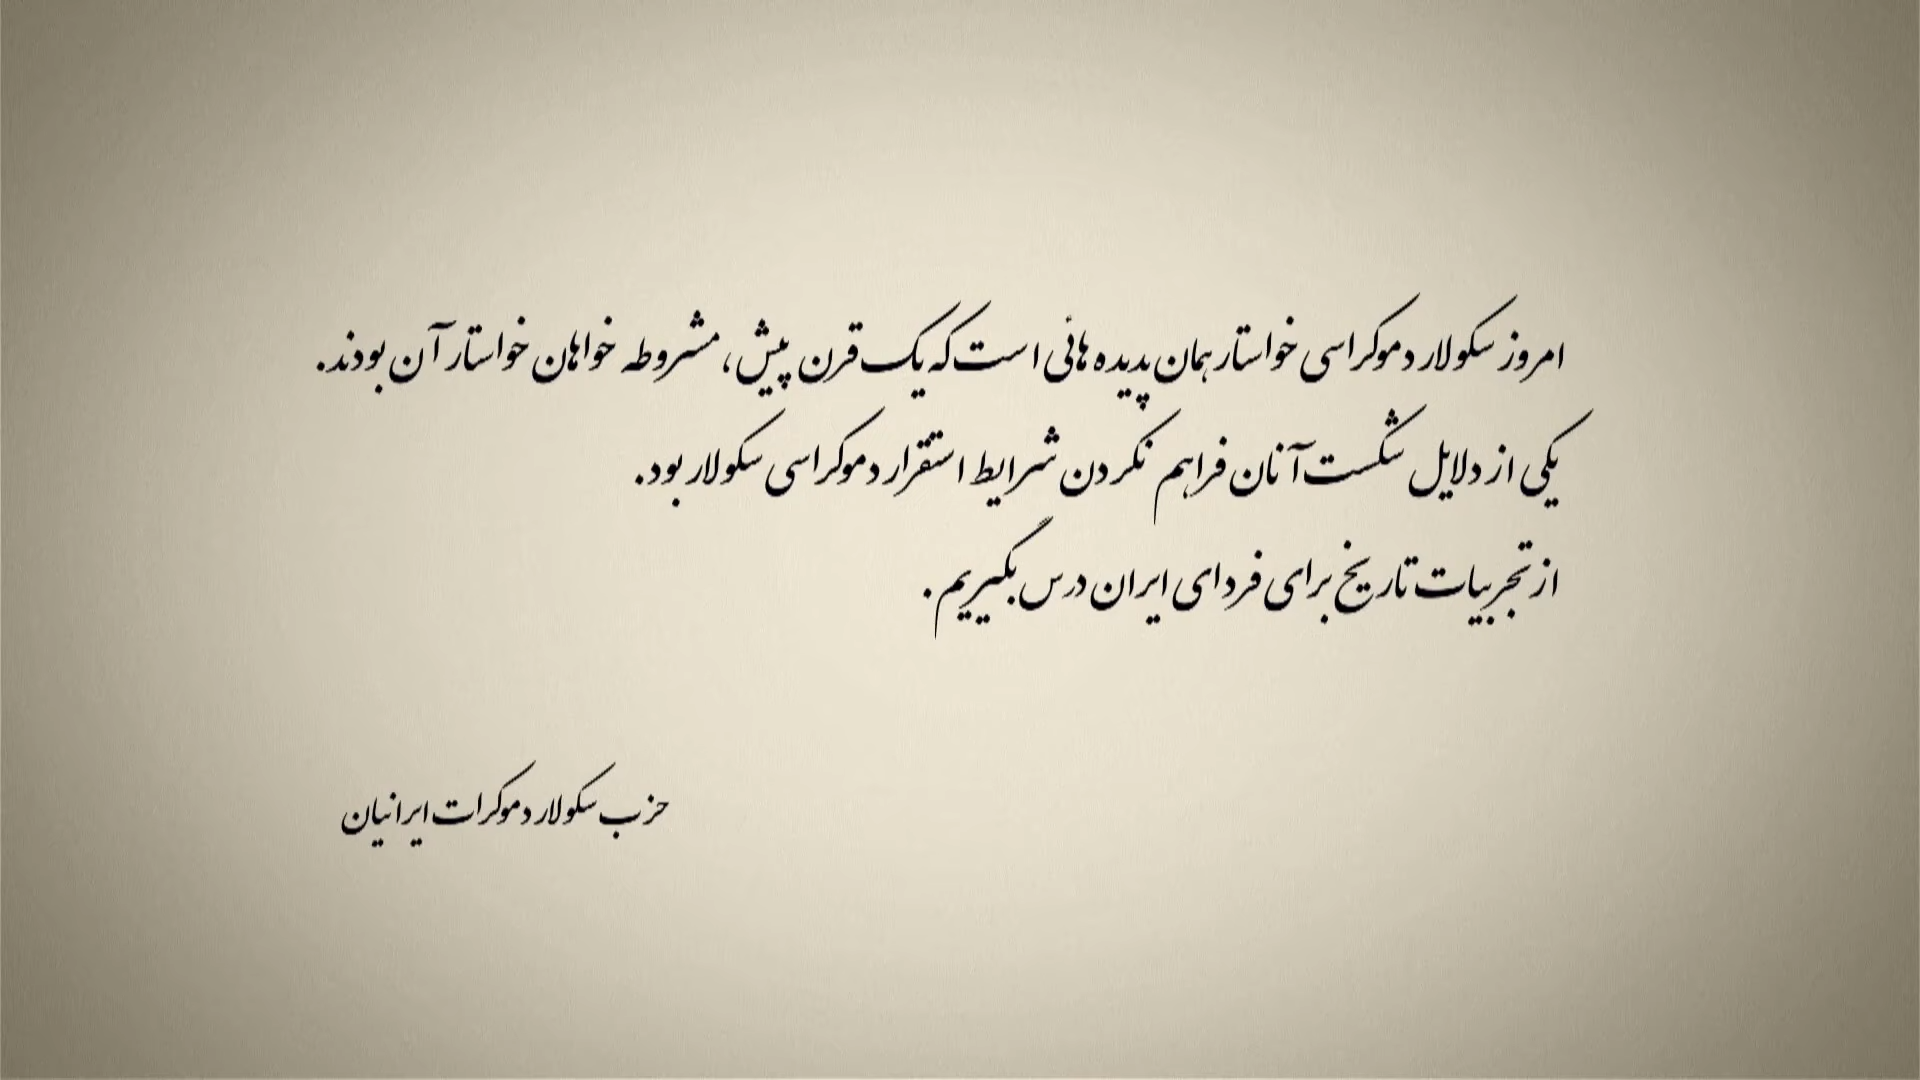 امروز سکولار دموکراسی خواستار همان پدیده هائی است که یک قرن پیش، مشروطه خواهان خواستار آن بودند.
یکی از دلایل شکست آنان فراهم نکردن شرایط استقرار دموکراسی سکولار بود.
از تجربیات تاریخ برای فردای ایران درس بگیریم.
حزب سکولار دموکرات ایرانیان